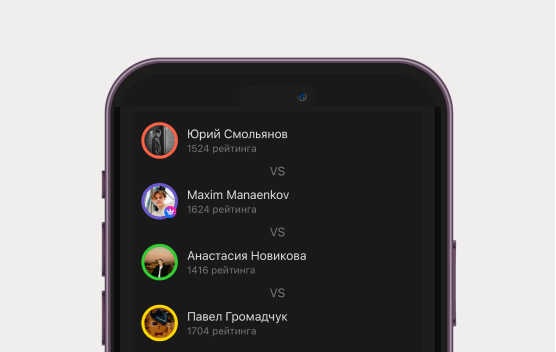 Юрий Смольянов
1524 рейтинга
VS
Maxim Manaenkov
1624 рейтинга
VS
Анастасия Новикова
1416 рейтинга
VS
Павел Громадчук
1704 рейтинга